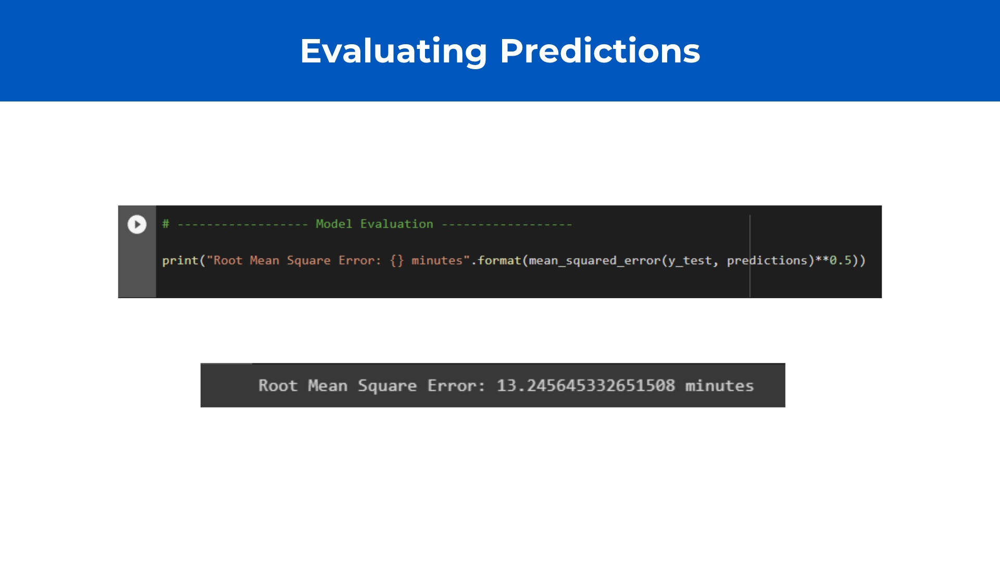 Evaluating Predictions
# ------------------ Model Evaluation ------------------
print("Root Mean Square Error: {} minutes".format(mean_squared_error(y_test, predictions)**0.5))
Root Mean Square Error: 13.245645332651508 minutes